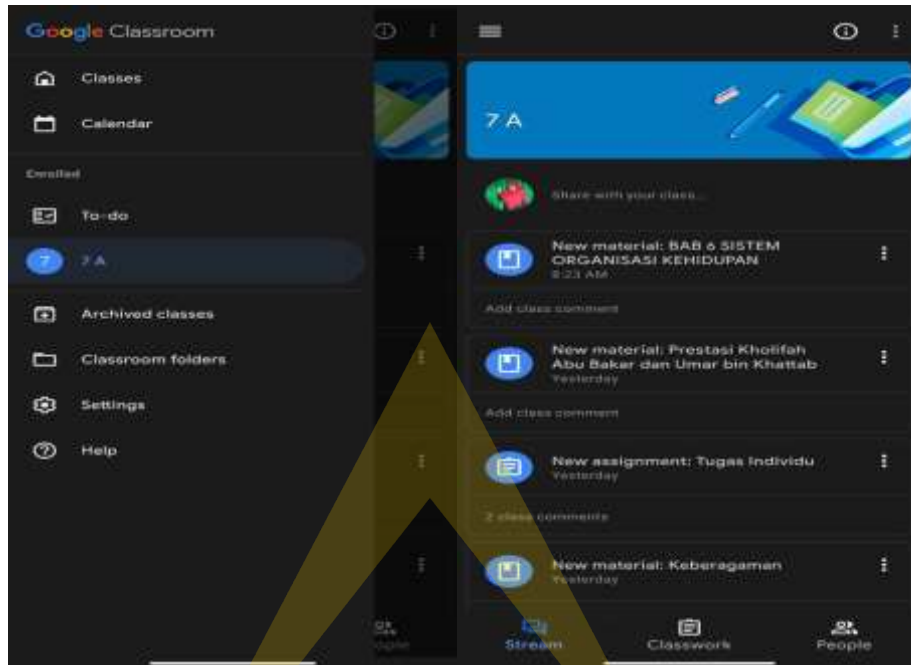 Google Classroom
Classes
Calendar
Enrolled
To-do
7 7 A
Archived classes
Classroom folders
Settings
Help
7 A
Share with your class...
New material: BAB 6 SISTEM
ORGANISASI KEHIDUPAN
8:23 AM
Add class comment
New material: Prestasi Kholifah
Abu Bakar dan Umar bin Khattab
Yesterday
Add class comment
New assignment: Tugas Individu
Yesterday
2 class comments
New material: Keberagaman
Yesterday
Stream
Classwork
People